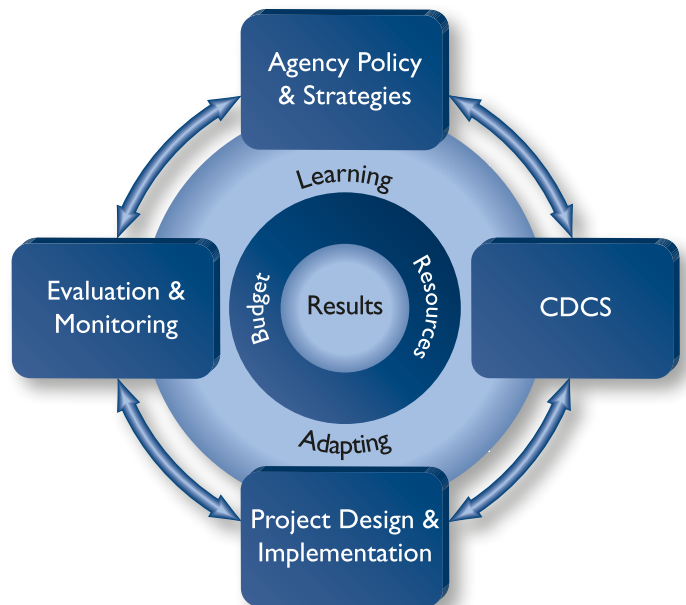 Agency Policy
& Strategies
Learning
Evaluation &
Monitoring
Budget
Results
Resources
CDCS
Adapting
Project Design &
Implementation